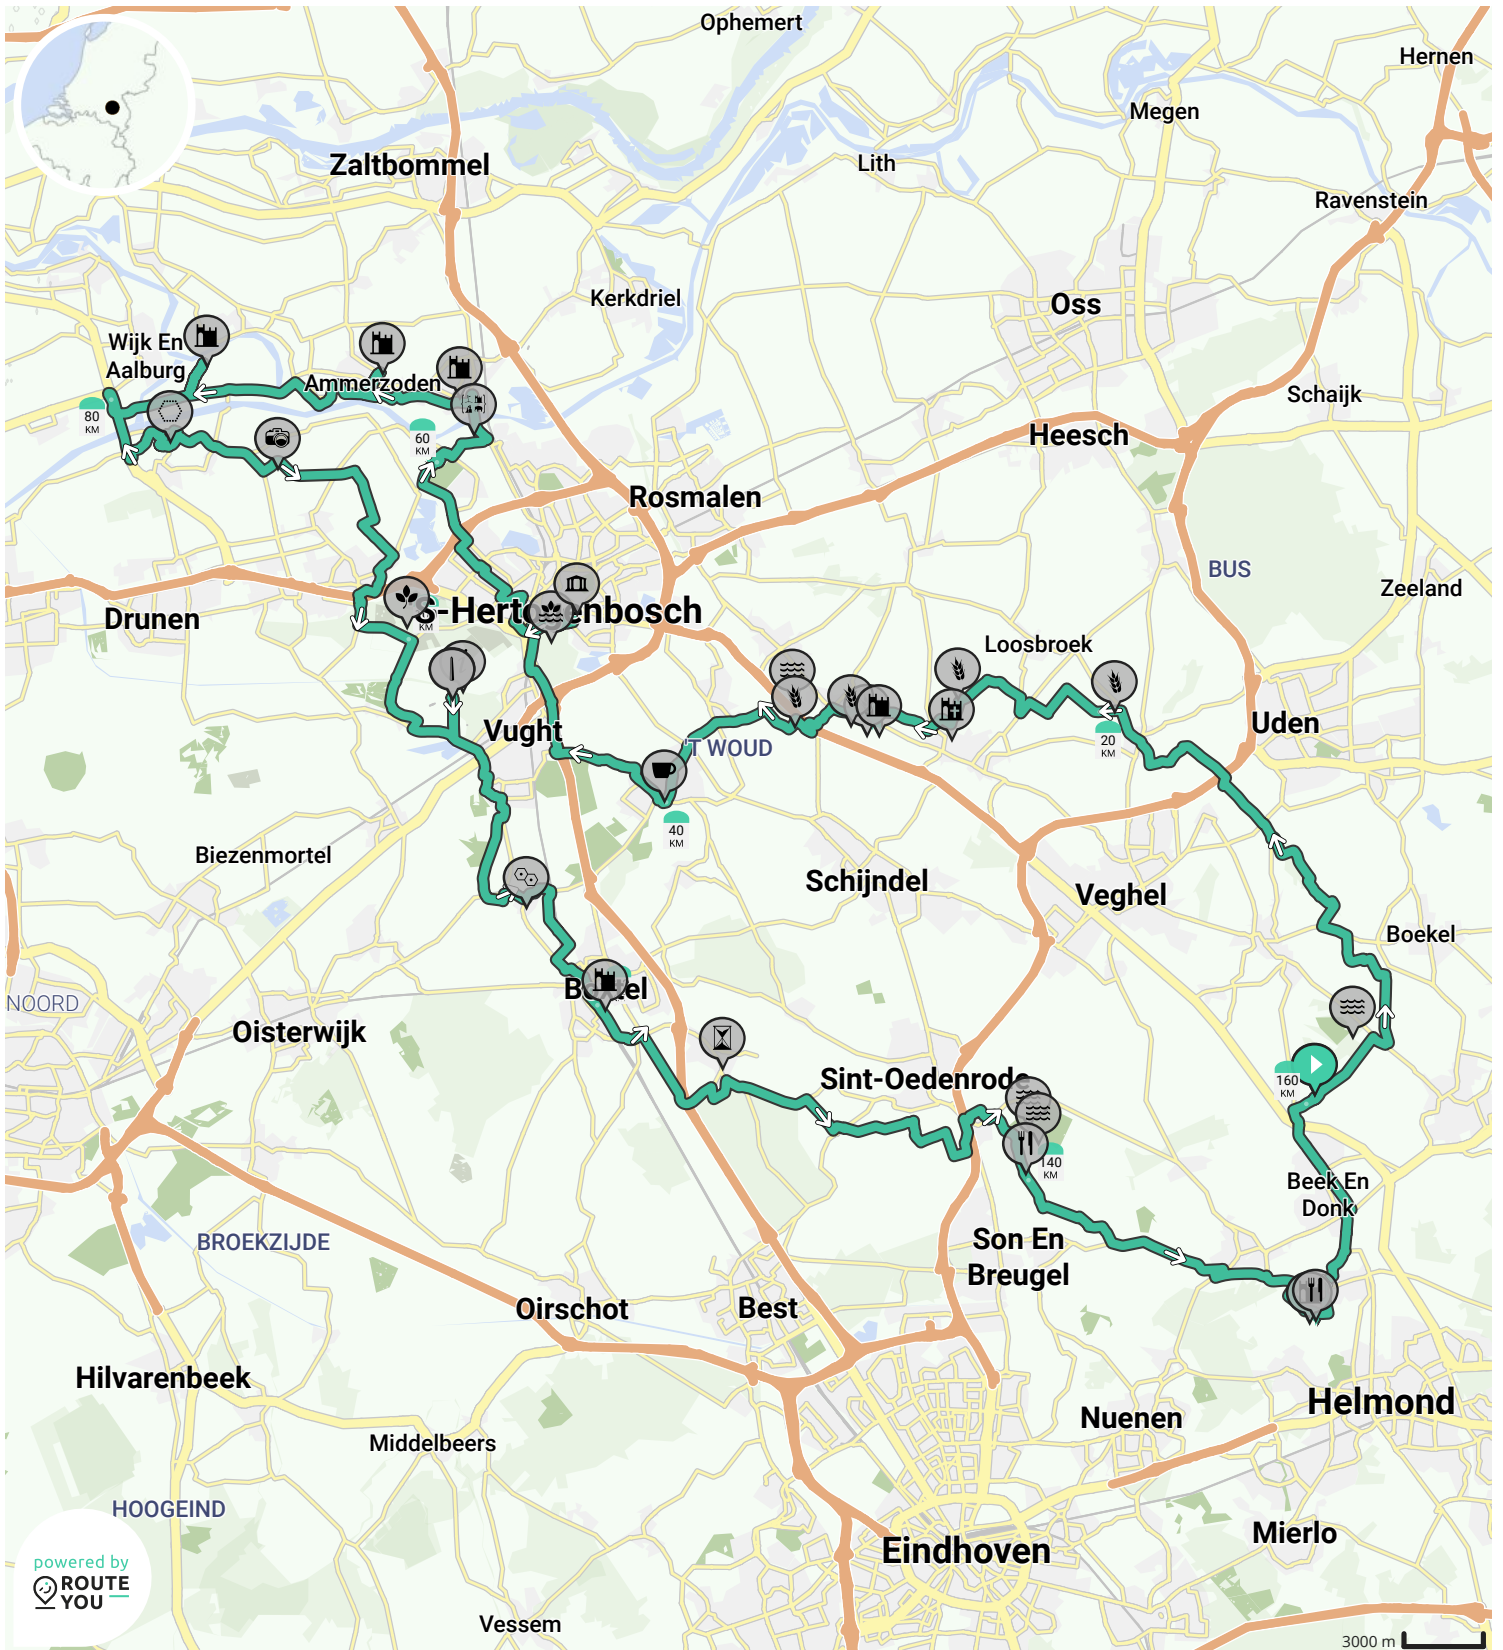 Ophemert
Hernen
Megen
Zaltbommel
Lith
Ravenstein
Kerkdriel
Oss
Wijk En
Aalburg
Ammerzoden
Schaijk
80
KM
60
KM
Heesch
Rosmalen
BUS
Zeeland
Drunen
KM
Loosbroek
Vught
'T WOUD
20
KM
Uden
40
KM
Biezenmortel
Schijndel
Veghel
Boekel
NOORD
Oisterwijk
Sint-Oedenrode
160
KM
140
KM
Beek En
Donk
BROEKZIJDE
Son En
Breugel
Oirschot
Best
Hilvarenbeek
Helmond
Nuenen
Middelbeers
HOOGEIND
Mierlo
Eindhoven
powered by
ROUTE
YOU
Vessem
3000 m